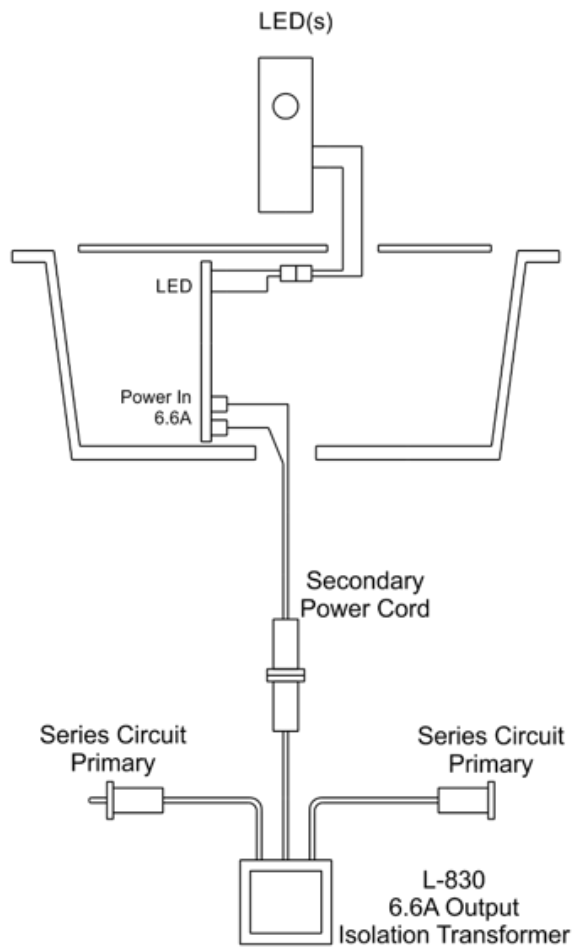 LED(s)
LED
Power In
6.6A
Secondary
Power Cord
Series Circuit
Primary
Series Circuit
Primary
L-830
6.6A Output
Isolation Transformer